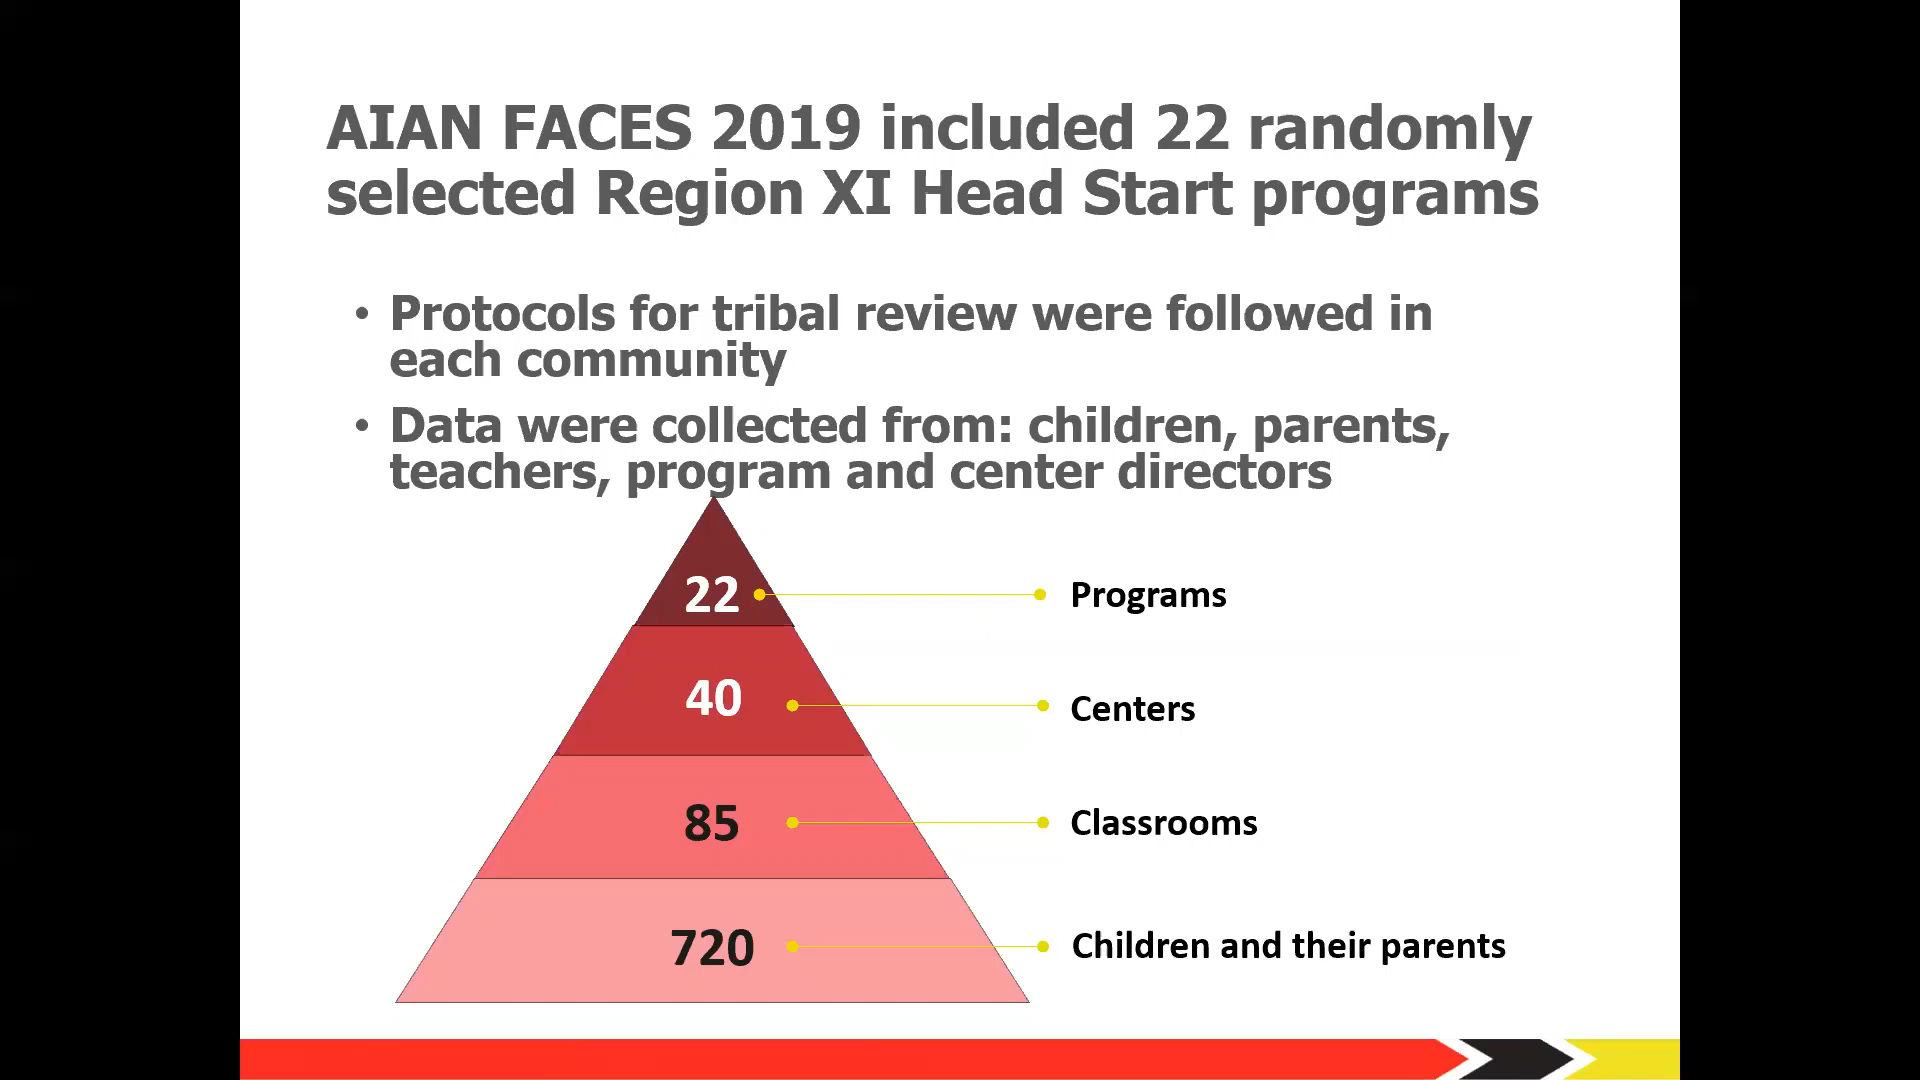 AIAN FACES 2019 included 22 randomly
selected Region XI Head Start programs
• Protocols for tribal review were followed in
each community
• Data were collected from: children, parents,
teachers, program and center directors
22 Programs
40 Centers
85 Classrooms
720 Children and their parents